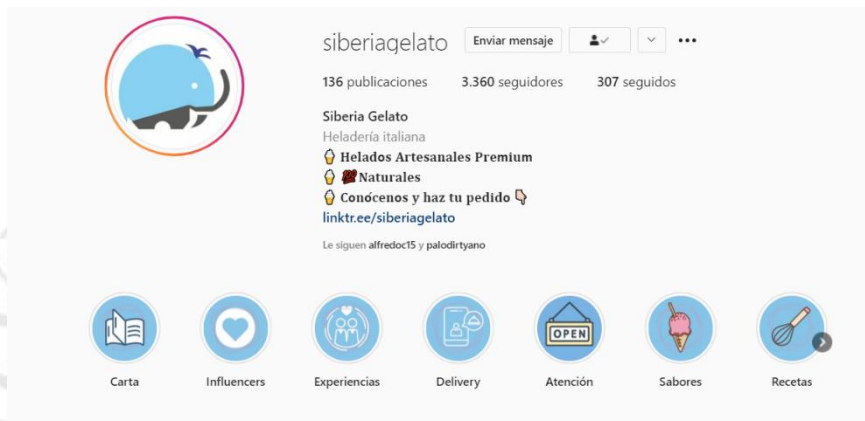 siberiagelato Enviar mensaje
136 publicaciones 3.360 seguidores 307 seguidos
Siberia Gelato
Heladería italiana
🍦 Helados Artesanales Premium
🍦 🍫Naturales
🍦 Conócenos y haz tu pedido 👇🏻
linktr.ee/siberiagelato
Le siguen alfredoc15 y palodirtyano
OPEN
Carta Influencers Experiencias Delivery Atención Sabores Recetas